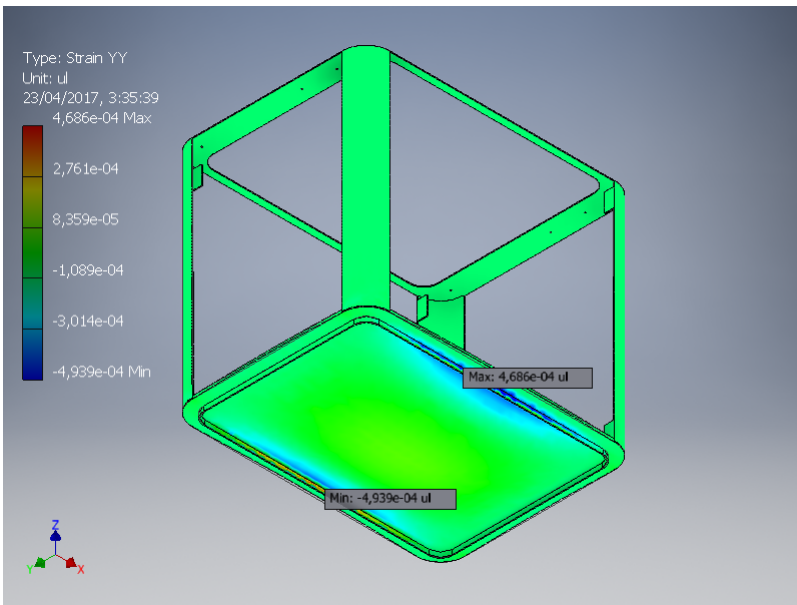 Type: Strain YY
Unit: ul
23/04/2017, 3:35:39
4,686e-04 Max
2,761e-04
8,359e-05
-1,089e-04
-3,014e-04
-4,939e-04 Min
Max: 4,686e-04 ul
Min: -4,939e-04 ul
Z
Y
X